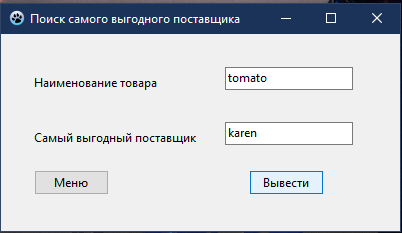 Поиск самого выгодного поставщика
Наименование товара tomato
Самый выгодный поставщик karen
Меню Вывести